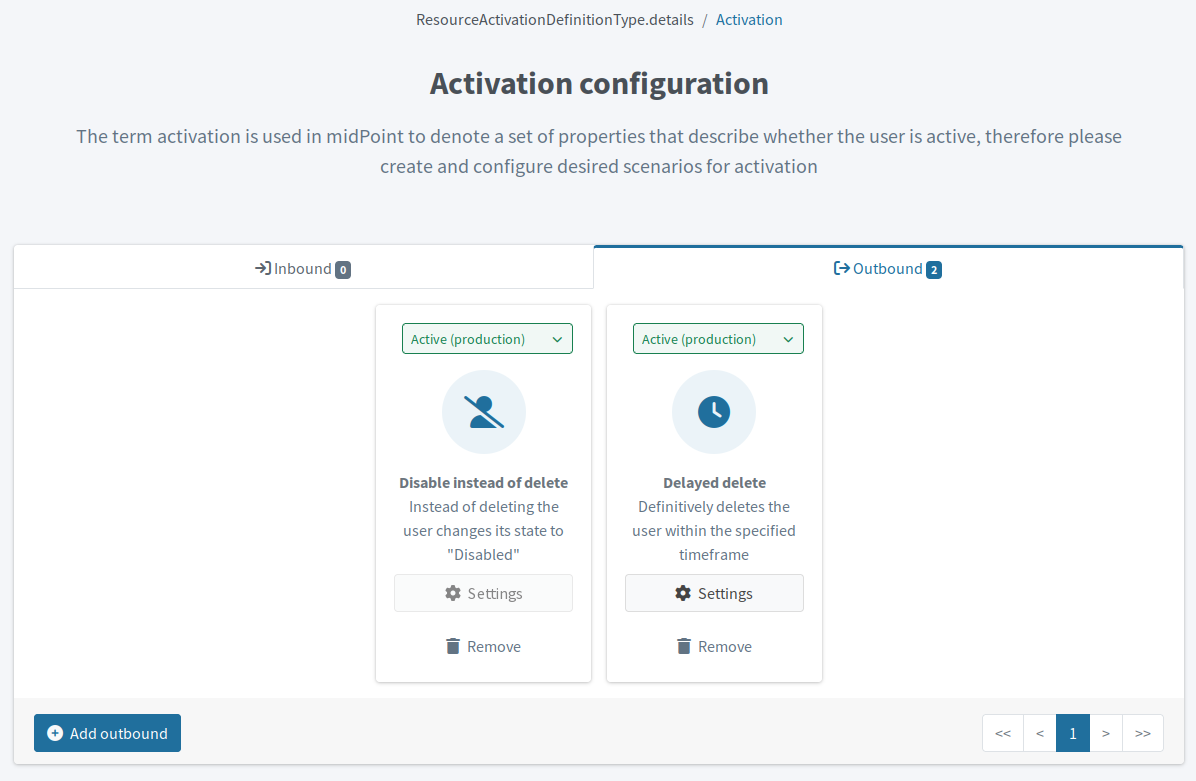 ResourceActivationDefinitionType.details / Activation
Activation configuration
The term activation is used in midPoint to denote a set of properties that describe whether the user is active, therefore please
create and configure desired scenarios for activation
Inbound 0
Outbound 2
Active (production)
Disable instead of delete
Instead of deleting the
user changes its state to
"Disabled"
Settings
Remove
Active (production)
Delayed delete
Definitively deletes the
user within the specified
timeframe
Settings
Remove
Add outbound
<< < 1 > >>